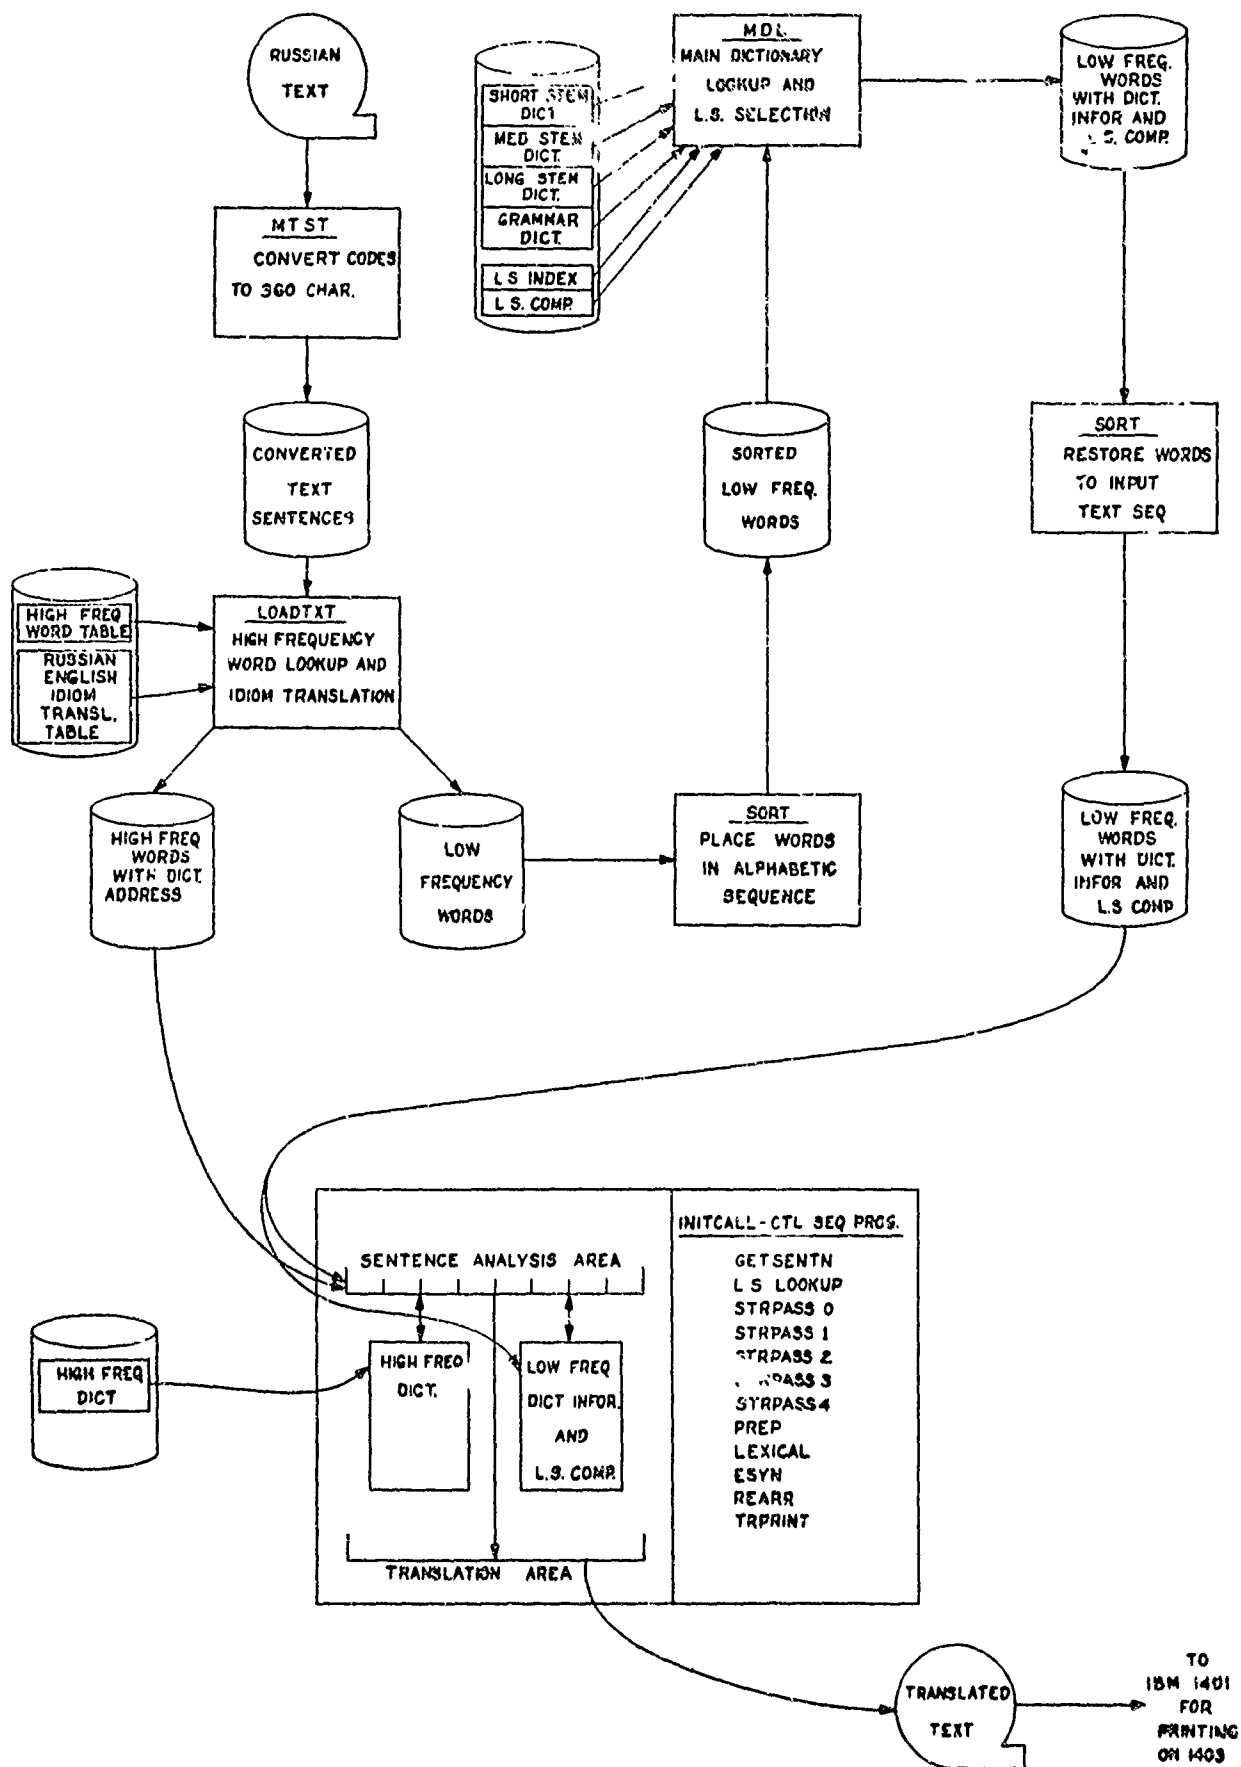 RUSSIAN
TEXT
MTST
CONVERT CODES
TO 360 CHAR.
CONVERTED
TEXT
SENTENCES
HIGH FREQ
WORD TABLE
RUSSIAN
ENGLISH
IDIOM
TRANSL.
TABLE
LOADTXT
HIGH FREQUENCY
WORD LOOKUP AND
IDIOM TRANSLATION
HIGH FREQ
WORDS
WITH DICT.
ADDRESS
LOW
FREQUENCY
WORDS
SORT
PLACE WORDS
IN ALPHABETIC
SEQUENCE
SORTED
LOW FREQ.
WORDS
SHORT STEM
DICT
MED STEM
DICT.
LONG STEM
DICT.
GRAMMAR
DICT.
L S INDEX
L S. COMP.
MDL
MAIN DICTIONARY
LOOKUP AND
L.S. SELECTION
LOW FREQ.
WORDS
WITH DICT.
INFOR AND
S. COMP.
SORT
RESTORE WORDS
TO INPUT
TEXT SEQ
LOW FREQ.
WORDS
WITH DICT.
INFOR AND
L.S COMP
SENTENCE ANALYSIS AREA
HIGH FREQ
DICT
HIGH FREQ
DICT.
LOW FREQ
DICT INFOR.
AND
L.S. COMP.
TRANSLATION AREA
INITCALL-CTL SEQ PROG.
GETSENTN
L S LOOKUP
STRPASS 0
STRPASS 1
STRPASS 2
RPASS 3
STRPASS 4
PREP
LEXICAL
ESYN
REARR
TRPRINT
TRANSLATED
TEXT
TO
IBM 1401
FOR
PRINTING
ON 1403